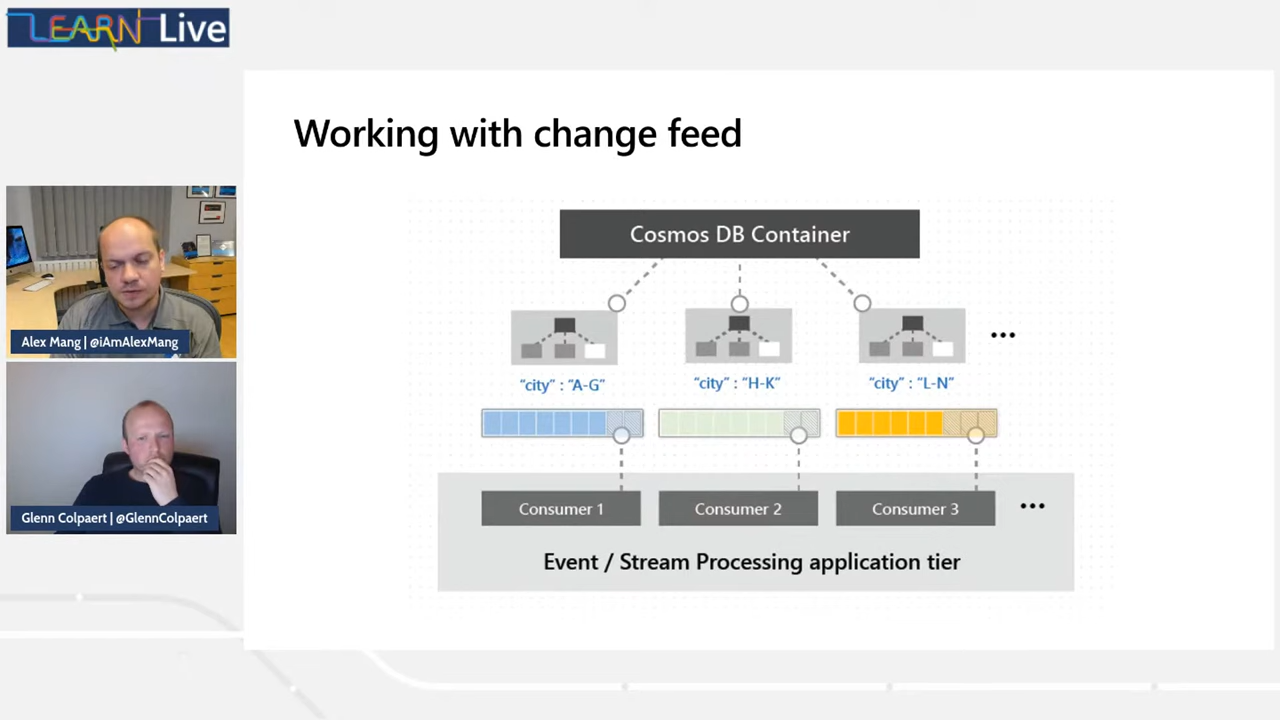 LEARN Live
Working with change feed
Cosmos DB Container
"city" : "A-G"
"city" : "H-K"
"city" : "L-N"
Consumer 1
Consumer 2
Consumer 3
Event / Stream Processing application tier
Alex Mang | @iAmAlexMang
Glenn Colpaert | @GlennColpaert